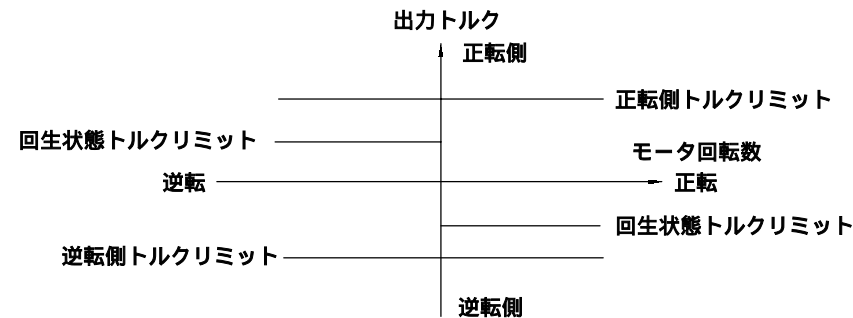 出力トルク
正転側
正転側トルクリミット
回生状態トルクリミット
モータ回転数
逆転
正転
回生状態トルクリミット
逆転側トルクリミット
逆転側